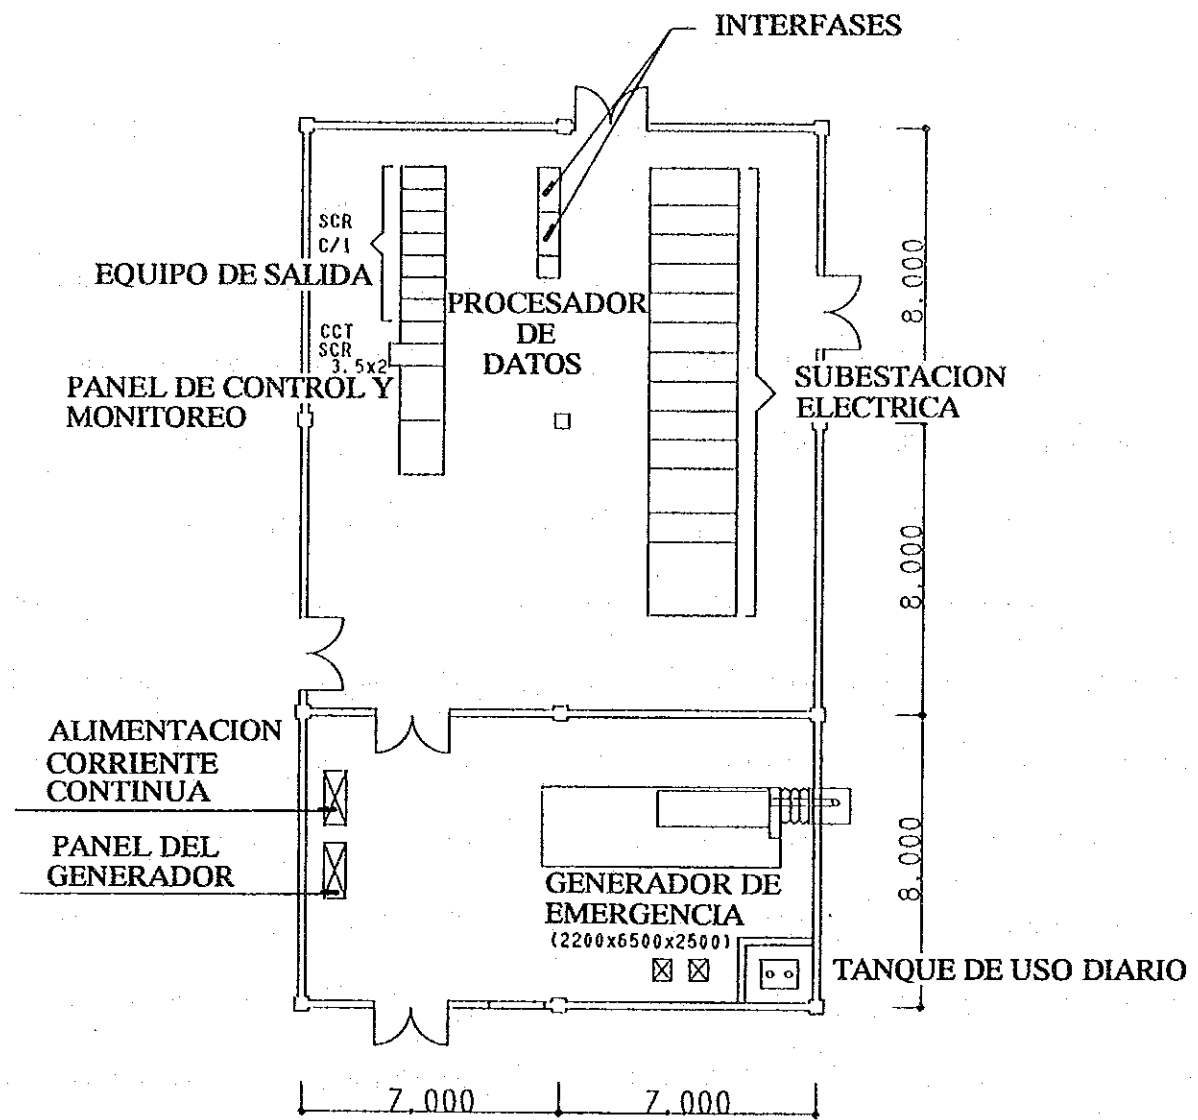 INTERFASES
SCR
C/1
EQUIPO DE SALIDA
CCT
SCR
3.5x2
PANEL DE CONTROL Y
MONITOREO
PROCESADOR
DE
DATOS
SUBESTACION
ELECTRICA
8.000
8.000
8.000
ALIMENTACION
CORRIENTE
CONTINUA
PANEL DEL
GENERADOR
GENERADOR DE
EMERGENCIA
(2200x6500x2500)
TANQUE DE USO DIARIO
7.000
7.000